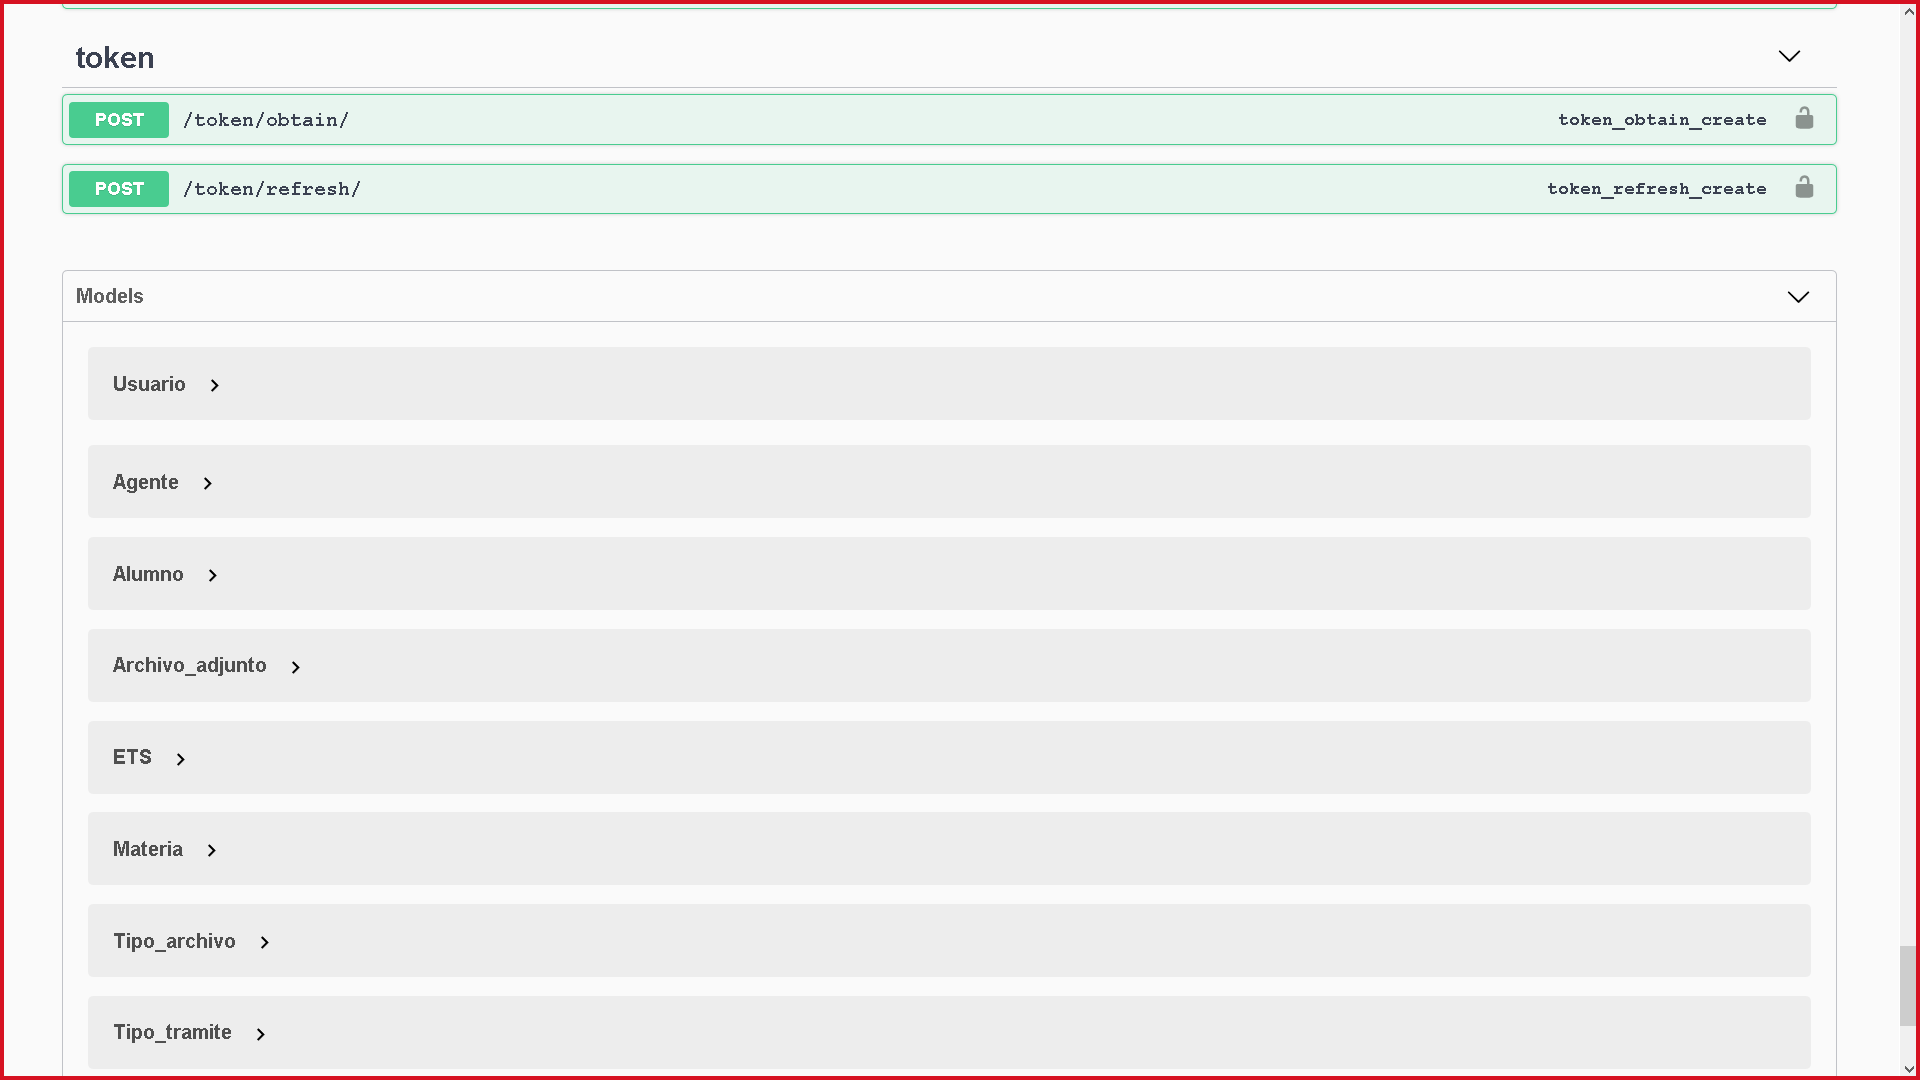 token
POST /token/obtain/ token_obtain_create
POST /token/refresh/ token_refresh_create
Models
Usuario
Agente
Alumno
Archivo_adjunto
ETS
Materia
Tipo_archivo
Tipo_tramite